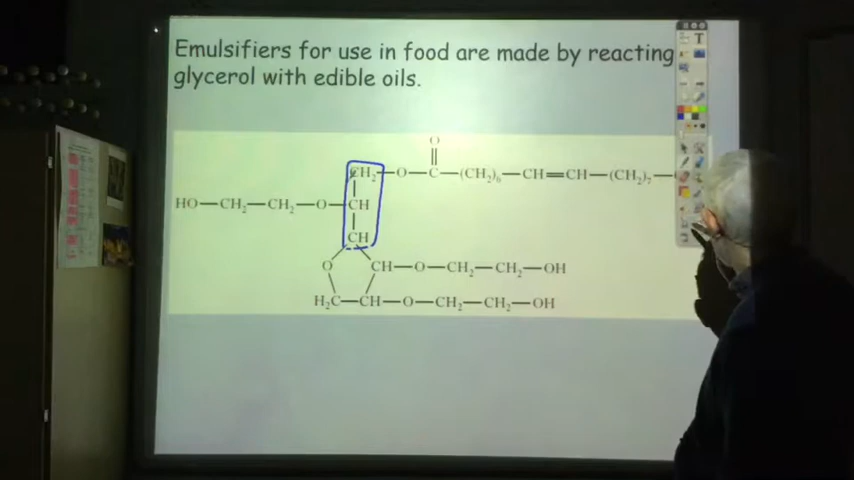 Emulsifiers for use in food are made by reacting
glycerol with edible oils.
O
CH₂—O—C—(CH₂)₆—CH=CH—(CH₂)₇—
HO—CH₂—CH₂—O—CH
CH
O CH—O—CH₂—CH₂—OH
H₂C—CH—O—CH₂—CH₂—OH
T